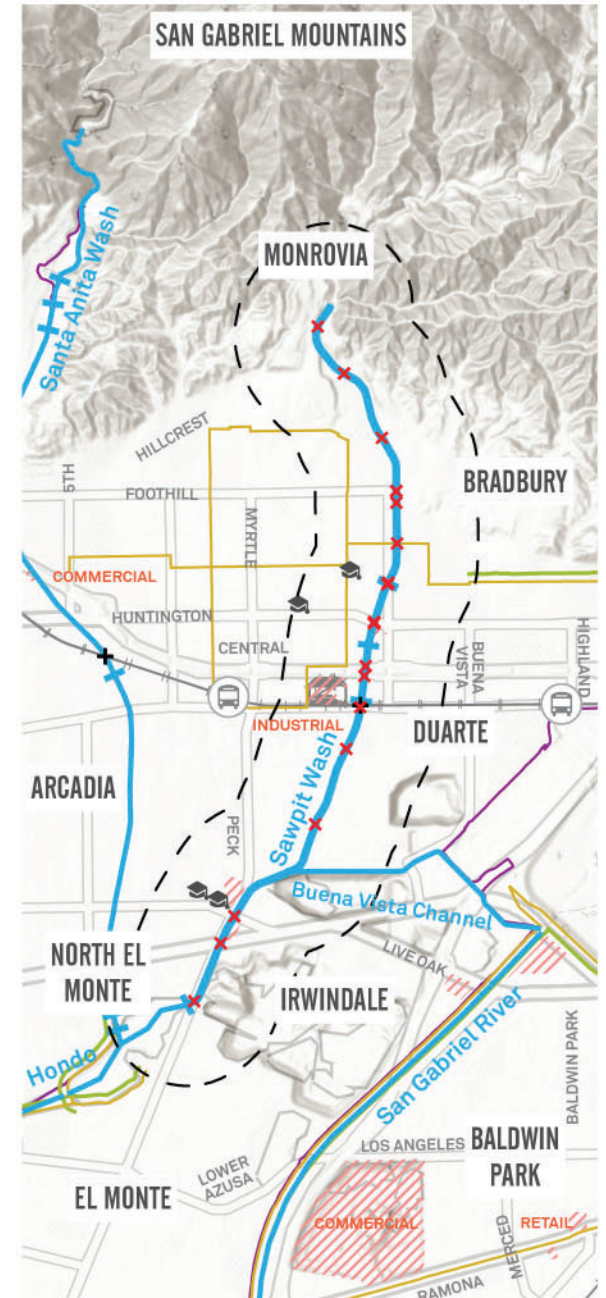 SAN GABRIEL MOUNTAINS
MONROVIA
Santa Anita Wash
HILLCREST
5TH
FOOTHILL
MYRTLE
BRADBURY
COMMERCIAL
HUNTINGTON
CENTRAL
BUENA
VISTA
HIGHLAND
INDUSTRIAL
DUARTE
ARCADIA
Sawpit Wash
PECK
Buena Vista Channel
NORTH EL
MONTE
LIVE OAK
IRWINDALE
Hondo
San Gabriel River
BALDWIN PARK
LOS ANGELES
BALDWIN
PARK
LOWER
AZUSA
EL MONTE
COMMERCIAL
MERCED
RETAIL
RAMONA